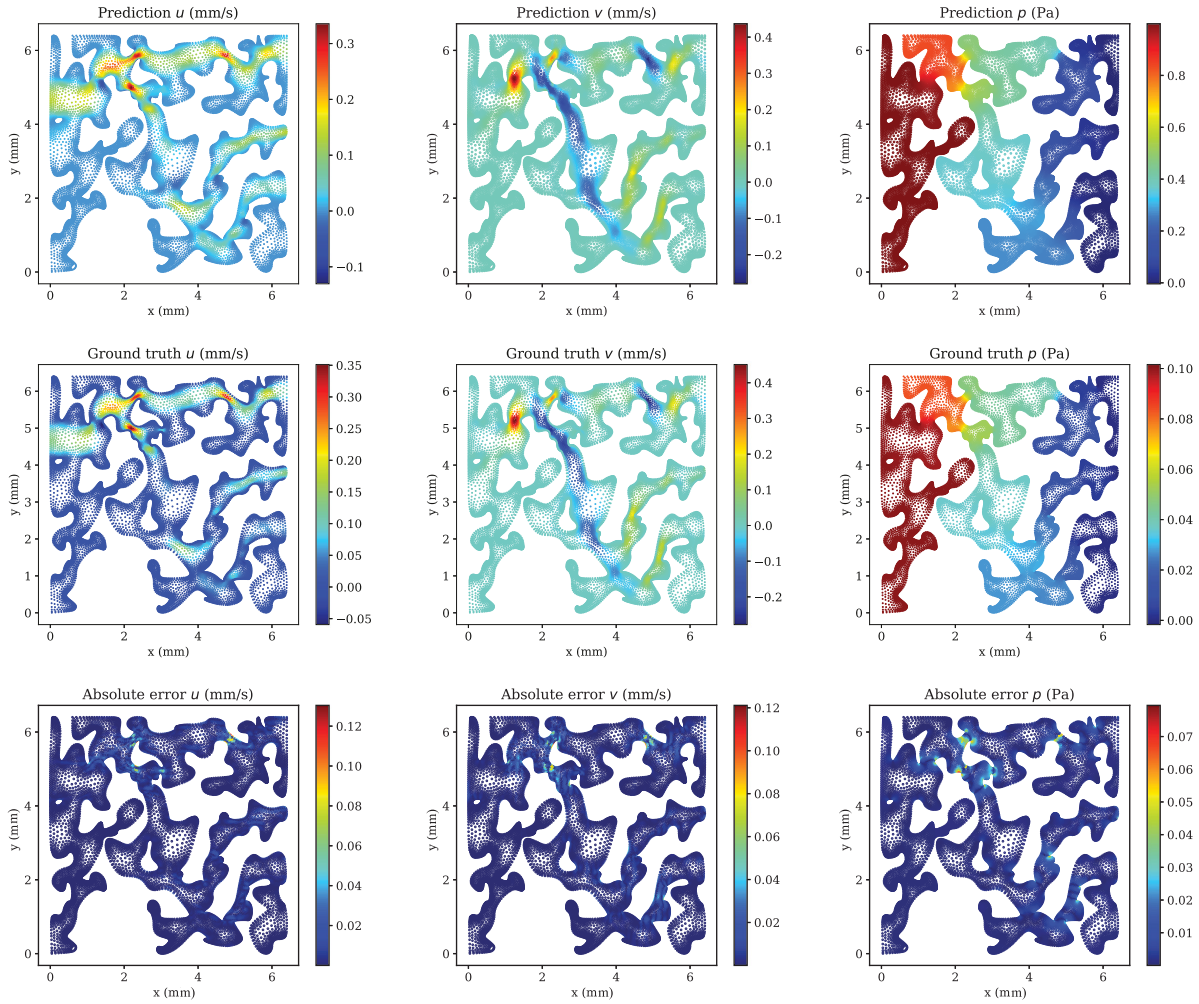 Prediction u (mm/s)
6
4
2
0
y (mm)
0 2 4 6
x (mm)
0.3
0.2
0.1
0.0
−0.1
Prediction v (mm/s)
6
4
2
0
y (mm)
0 2 4 6
x (mm)
0.4
0.3
0.2
0.1
0.0
−0.1
−0.2
Prediction p (Pa)
6
4
2
0
y (mm)
0 2 4 6
x (mm)
0.8
0.6
0.4
0.2
0.0
Ground truth u (mm/s)
6
5
4
3
2
1
0
y (mm)
0 2 4 6
x (mm)
0.35
0.30
0.25
0.20
0.15
0.10
0.05
0.00
−0.05
Ground truth v (mm/s)
6
5
4
3
2
1
0
y (mm)
0 2 4 6
x (mm)
0.4
0.3
0.2
0.1
0.0
−0.1
−0.2
Ground truth p (Pa)
6
5
4
3
2
1
0
y (mm)
0 2 4 6
x (mm)
0.10
0.08
0.06
0.04
0.02
0.00
Absolute error u (mm/s)
6
4
2
0
y (mm)
0 2 4 6
x (mm)
0.12
0.10
0.08
0.06
0.04
0.02
Absolute error v (mm/s)
6
4
2
0
y (mm)
0 2 4 6
x (mm)
0.12
0.10
0.08
0.06
0.04
0.02
Absolute error p (Pa)
6
4
2
0
y (mm)
0 2 4 6
x (mm)
0.07
0.06
0.05
0.04
0.03
0.02
0.01